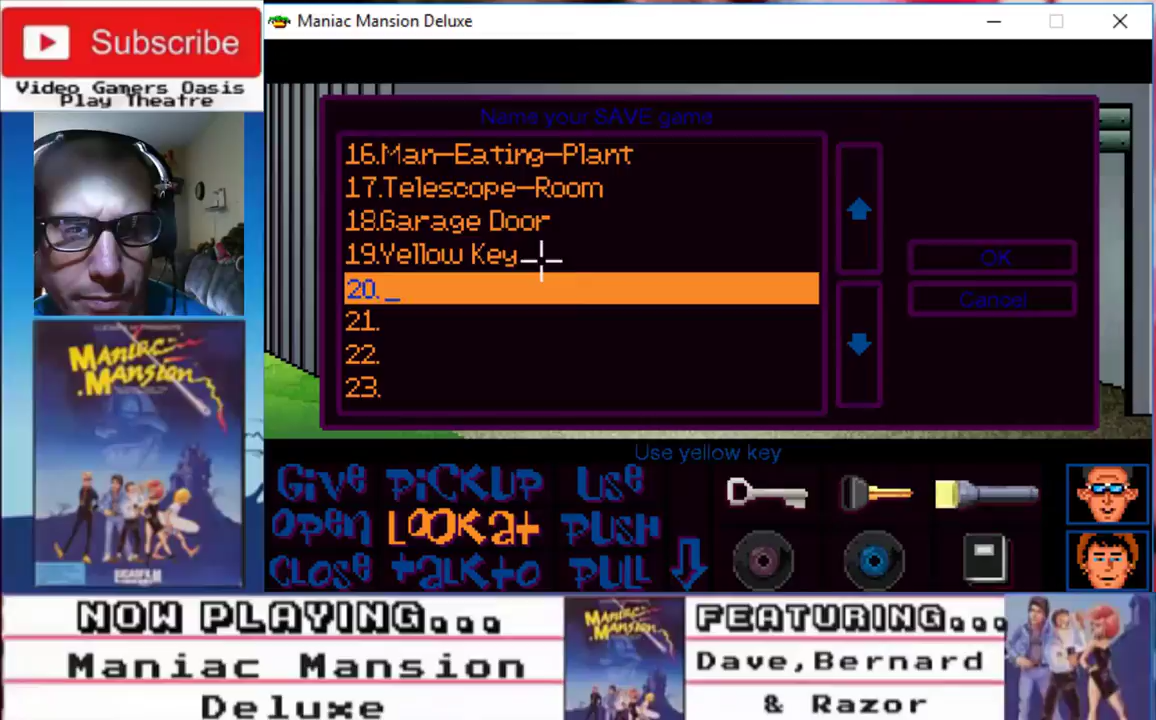 Subscribe
Video Gamers Oasis
Play Theatre
Maniac Mansion Deluxe
Name your SAVE game
16.Man-Eating-Plant
17.Telescope-Room
18.Garage Door
19.Yellow Key
20._
21.
22.
23.
OK
Cancel
Use yellow key
Give PickUp Use
Open Look at Push
Close talk to Pull
MANIAC
MANSION
LUCASFILM
NOW PLAYING...
Maniac Mansion
Deluxe
MANIAC
MANSION
FEATURING...
Dave,Bernard
& Razor